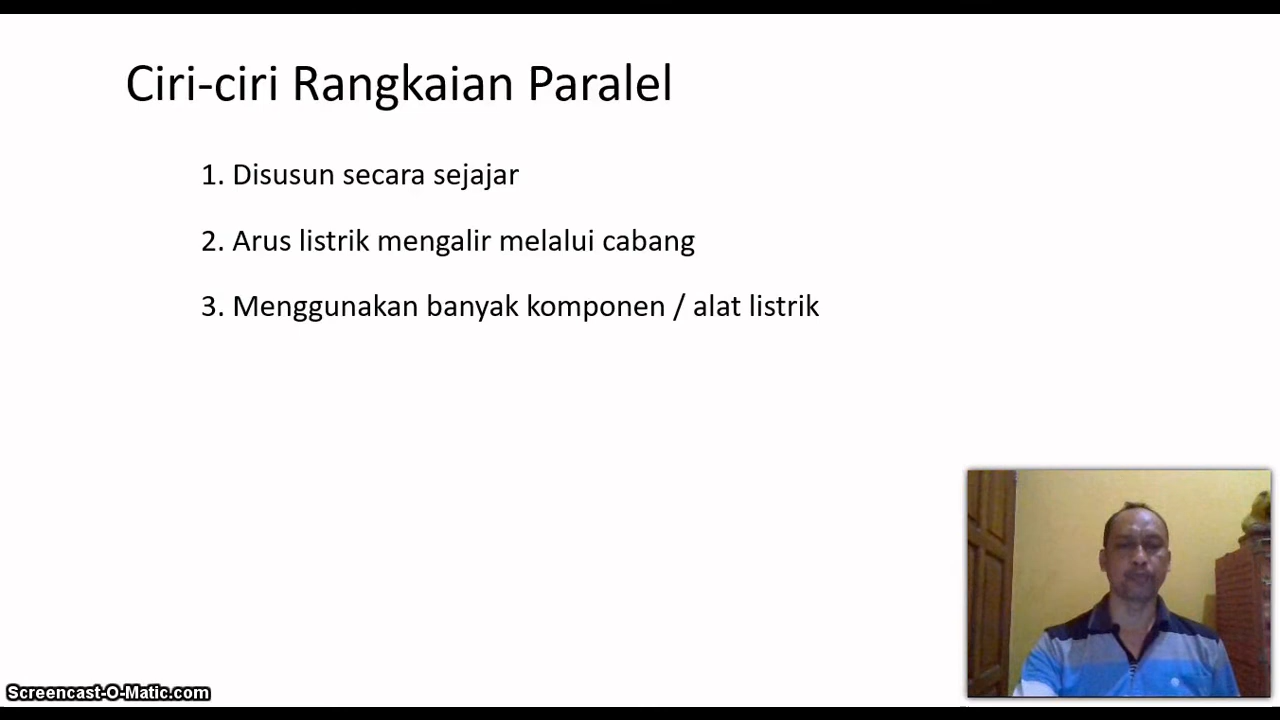 Ciri-ciri Rangkaian Paralel
1. Disusun secara sejajar
2. Arus listrik mengalir melalui cabang
3. Menggunakan banyak komponen / alat listrik
Screencast-O-Matic.com